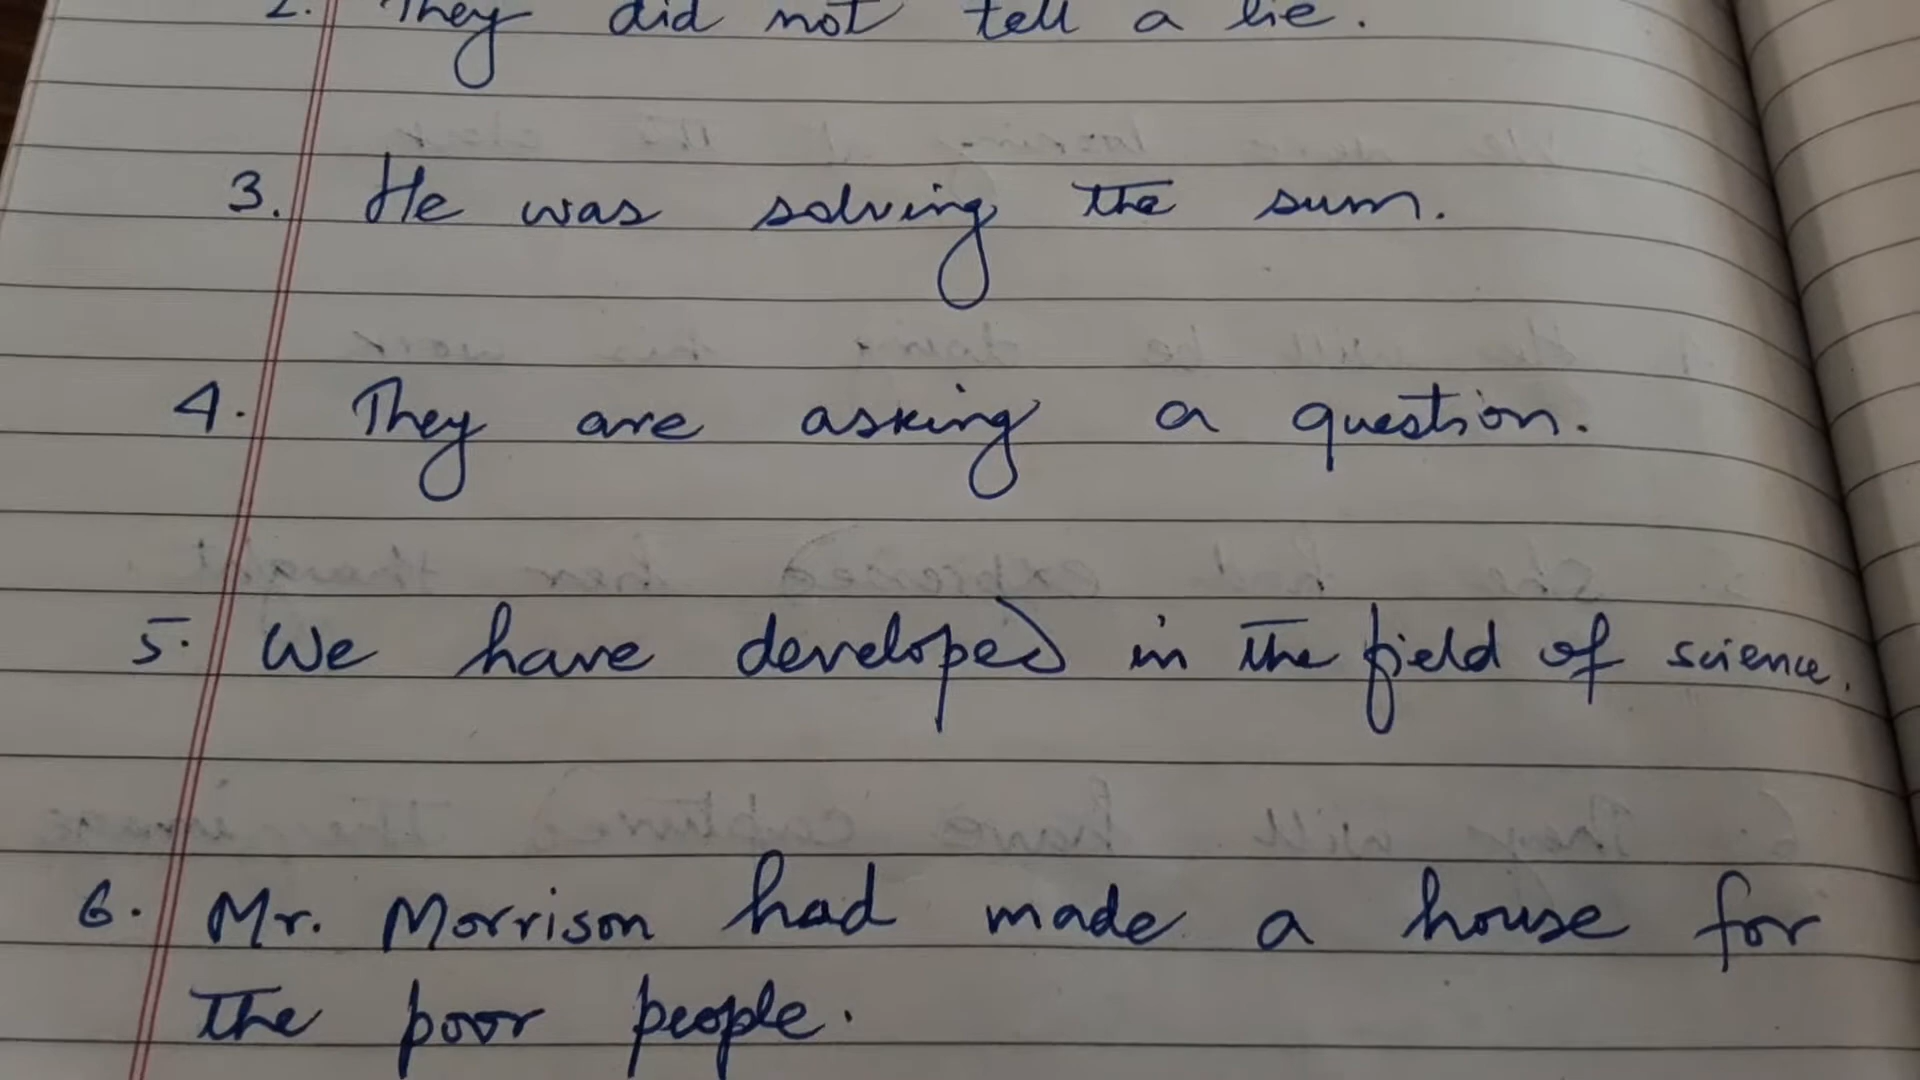 2. They did not tell a lie.
3. He was solving the sum.
4. They are asking a question.
5. We have developed in the field of science.
6. Mr. Morrison had made a house for
the poor people.